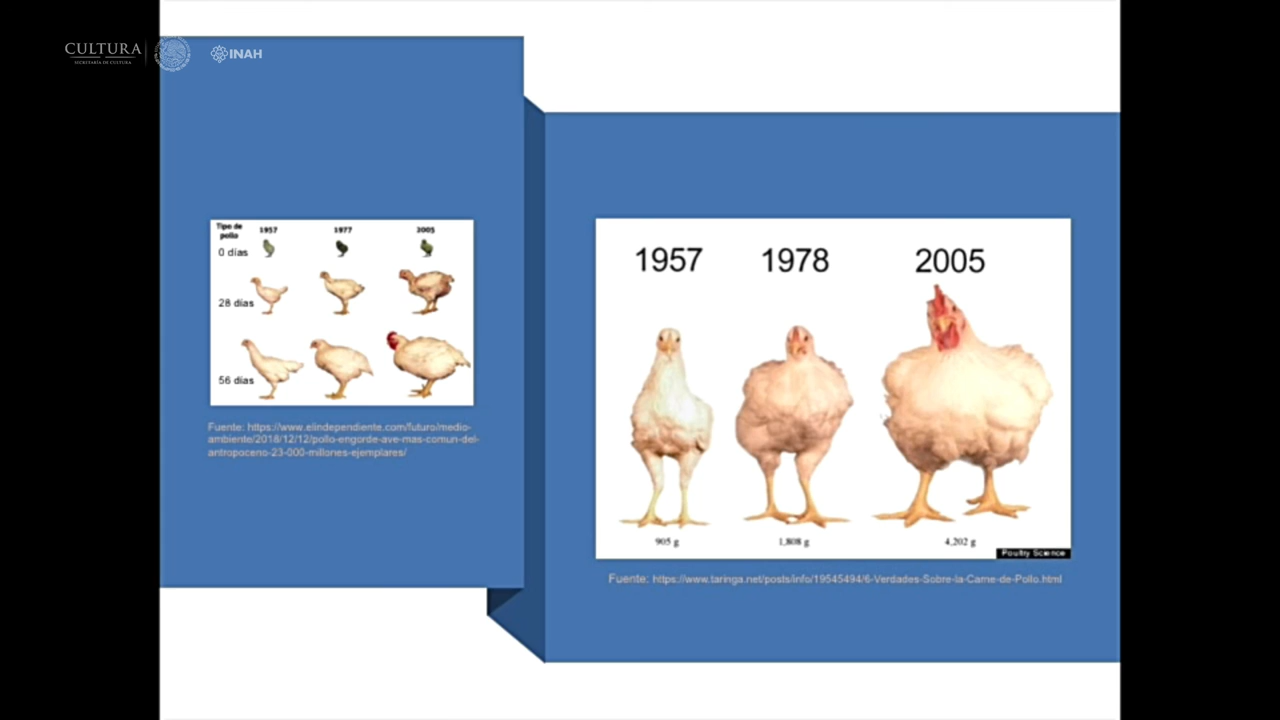 CULTURA
SECRETARÍA DE CULTURA
INAH
Tipo de pollo 1957 1977 2005
0 días
28 días
56 días
Fuente: https://www.elindependiente.com/futuro/medio-
ambiente/2018/12/12/pollo-engorde-ave-mas-comun-del-
antropoceno-23-000-millones-ejemplares/
1957 1978 2005
905 g 1,808 g 4,202 g
Poultry Science
Fuente: https://www.taringa.net/posts/info/19545494/6-Verdades-Sobre-la-Carne-de-Pollo.html